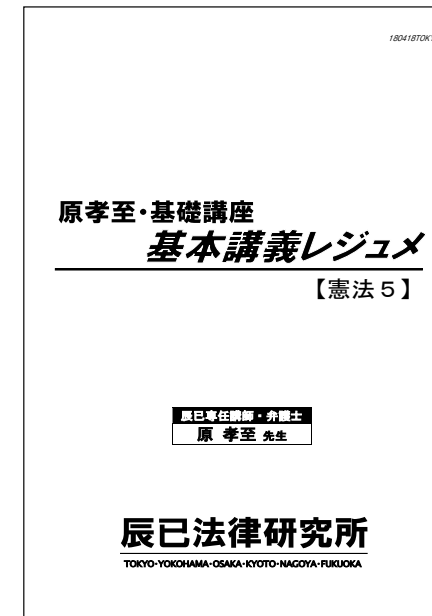 180418TOKY
原孝至・基礎講座
基本講義レジュメ
【憲法５】
辰已専任講師・弁護士
原 孝至 先生
辰已法律研究所
TOKYO・YOKOHAMA・OSAKA・KYOTO・NAGOYA・FUKUOKA